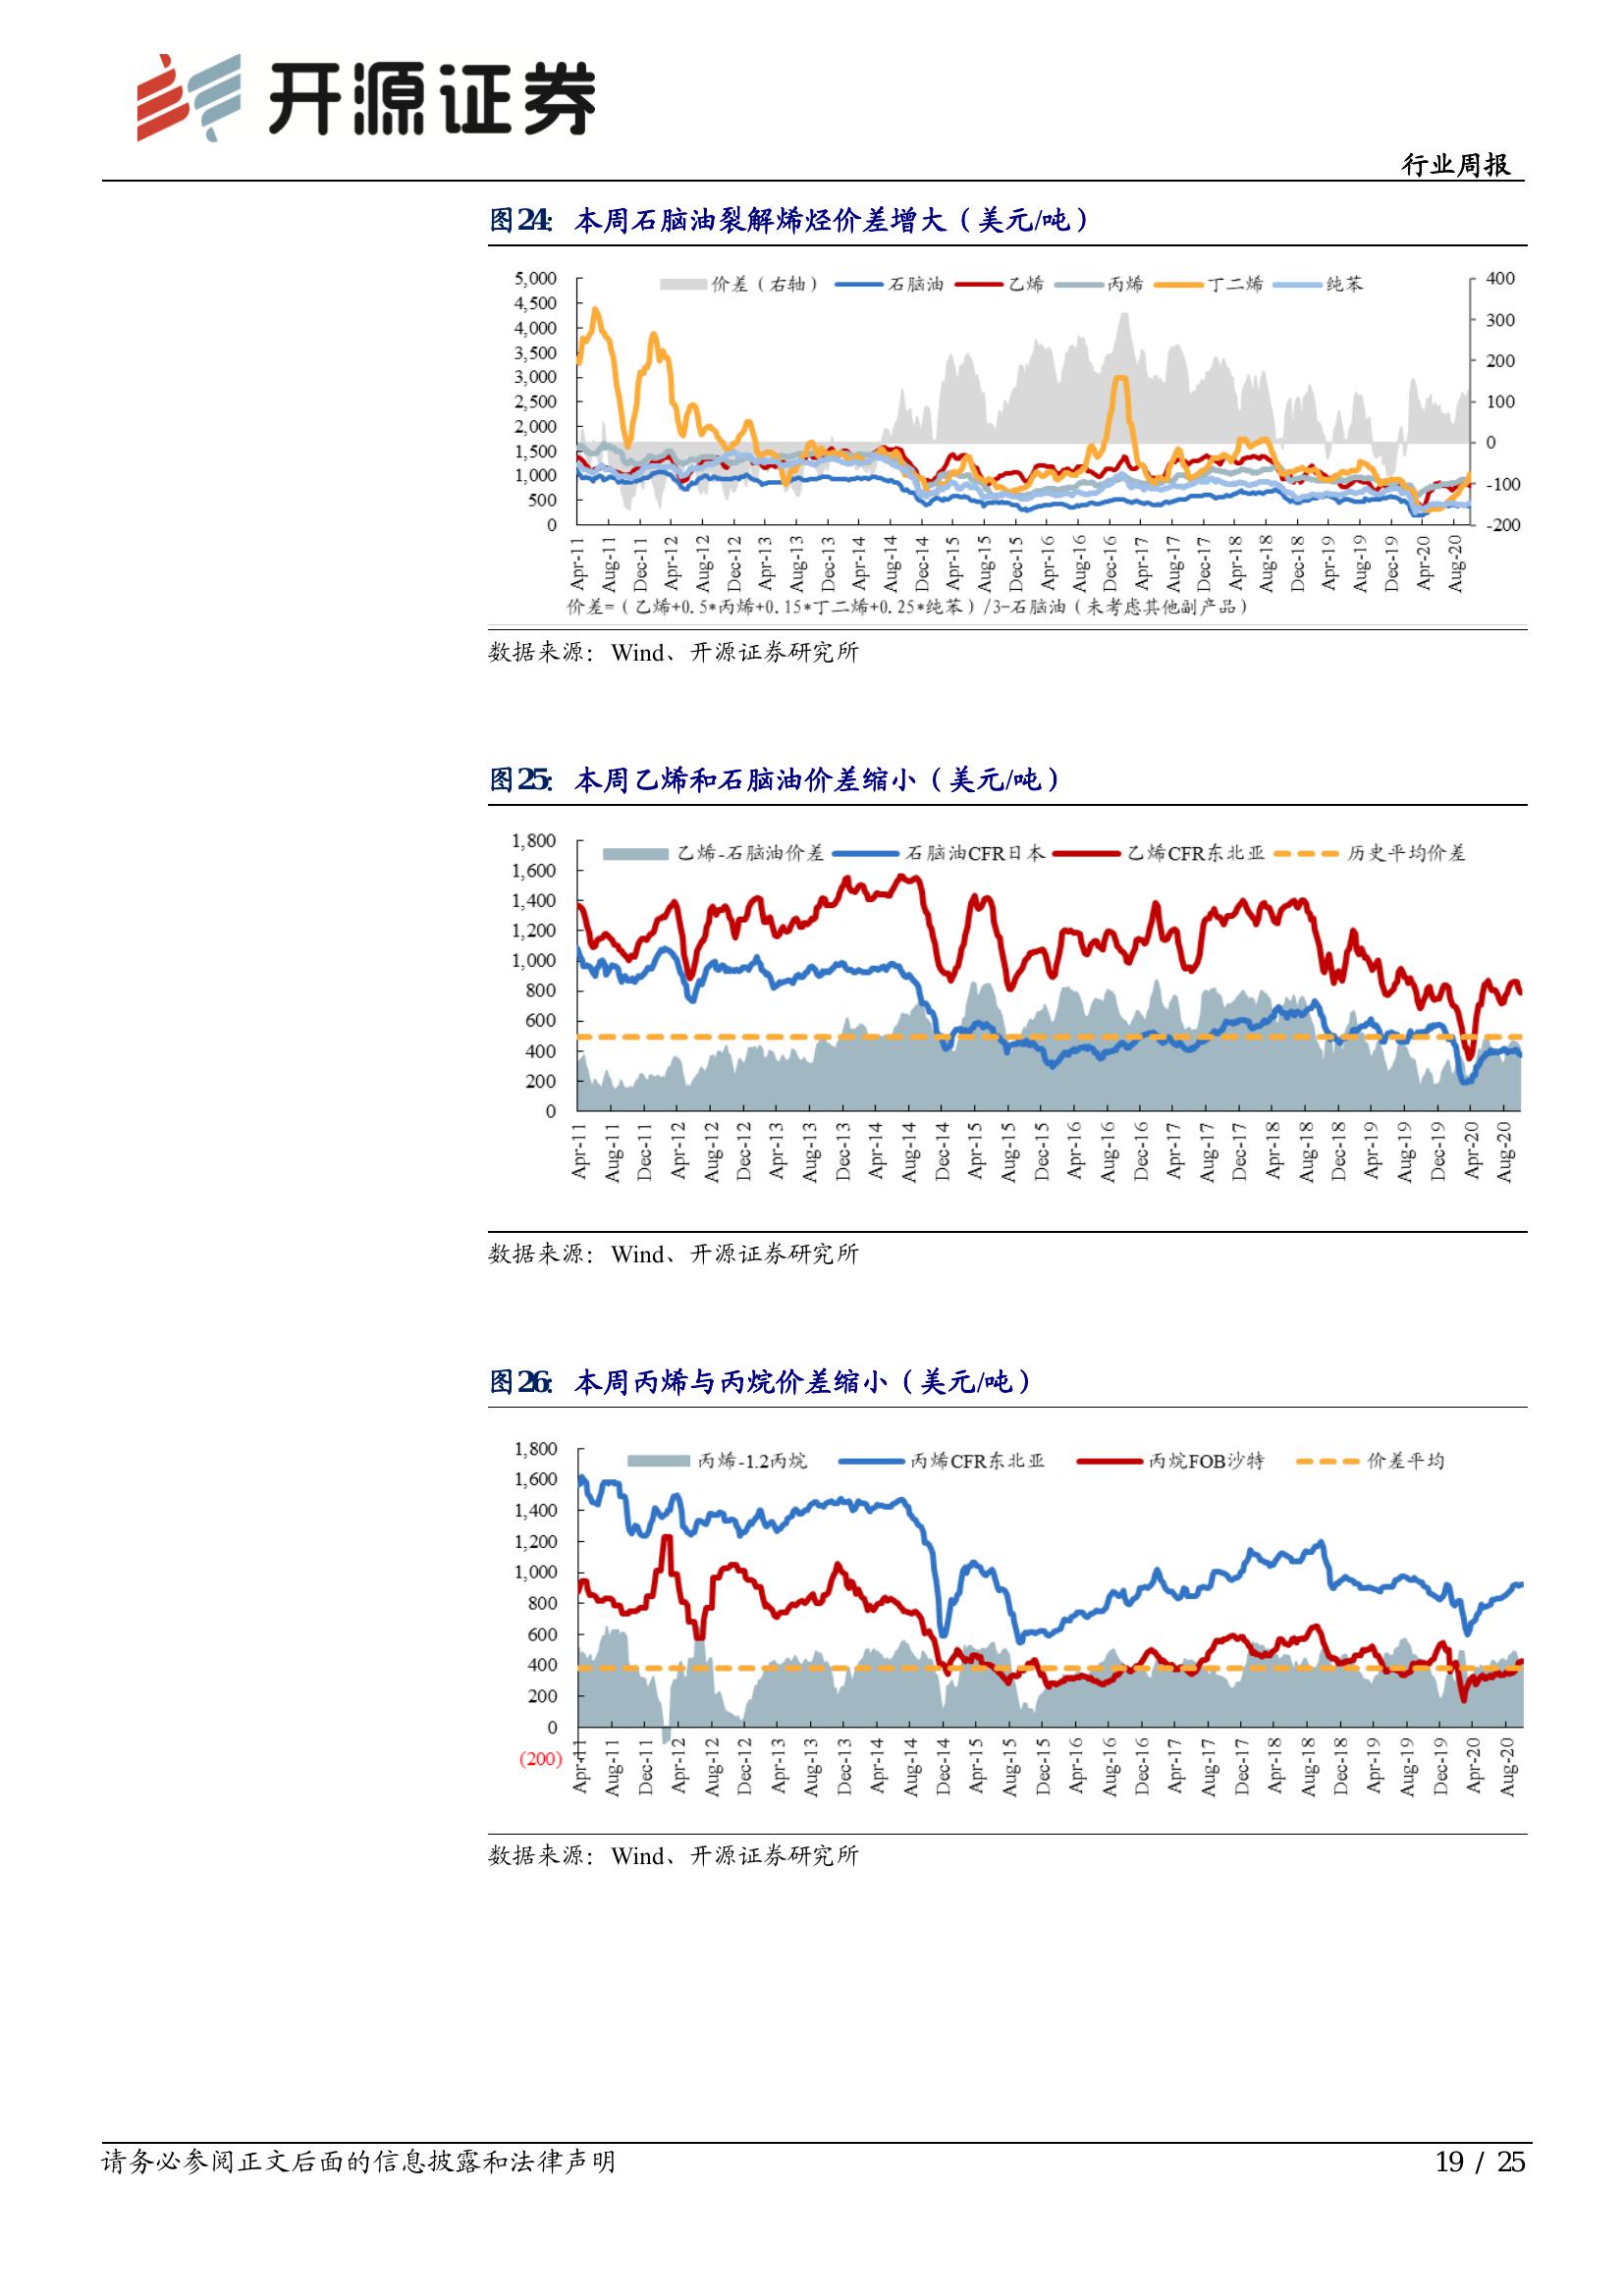 开源证券
行业周报
图24: 本周石脑油裂解烯烃价差增大（美元/吨）
价差（右轴） 石脑油 乙烯 丙烯 丁二烯 纯苯
5,000
4,500
4,000
3,500
3,000
2,500
2,000
1,500
1,000
500
0
400
300
200
100
0
-100
-200
Apr-11 Aug-11 Dec-11 Apr-12 Aug-12 Dec-12 Apr-13 Aug-13 Dec-13 Apr-14 Aug-14 Dec-14 Apr-15 Aug-15 Dec-15 Apr-16 Aug-16 Dec-16 Apr-17 Aug-17 Dec-17 Apr-18 Aug-18 Dec-18 Apr-19 Aug-19 Dec-19 Apr-20 Aug-20
价差=（乙烯+0.5*丙烯+0.15*丁二烯+0.25*纯苯）/3-石脑油（未考虑其他副产品）
数据来源：Wind、开源证券研究所
图25: 本周乙烯和石脑油价差缩小（美元/吨）
乙烯-石脑油价差 石脑油CFR日本 乙烯CFR东北亚 历史平均价差
1,800
1,600
1,400
1,200
1,000
800
600
400
200
0
Apr-11 Aug-11 Dec-11 Apr-12 Aug-12 Dec-12 Apr-13 Aug-13 Dec-13 Apr-14 Aug-14 Dec-14 Apr-15 Aug-15 Dec-15 Apr-16 Aug-16 Dec-16 Apr-17 Aug-17 Dec-17 Apr-18 Aug-18 Dec-18 Apr-19 Aug-19 Dec-19 Apr-20 Aug-20
数据来源：Wind、开源证券研究所
图26: 本周丙烯与丙烷价差缩小（美元/吨）
丙烯-1.2丙烷 丙烯CFR东北亚 丙烷FOB沙特 价差平均
1,800
1,600
1,400
1,200
1,000
800
600
400
200
0
(200)
Apr-11 Aug-11 Dec-11 Apr-12 Aug-12 Dec-12 Apr-13 Aug-13 Dec-13 Apr-14 Aug-14 Dec-14 Apr-15 Aug-15 Dec-15 Apr-16 Aug-16 Dec-16 Apr-17 Aug-17 Dec-17 Apr-18 Aug-18 Dec-18 Apr-19 Aug-19 Dec-19 Apr-20 Aug-20
数据来源：Wind、开源证券研究所
请务必参阅正文后面的信息披露和法律声明
19 / 25